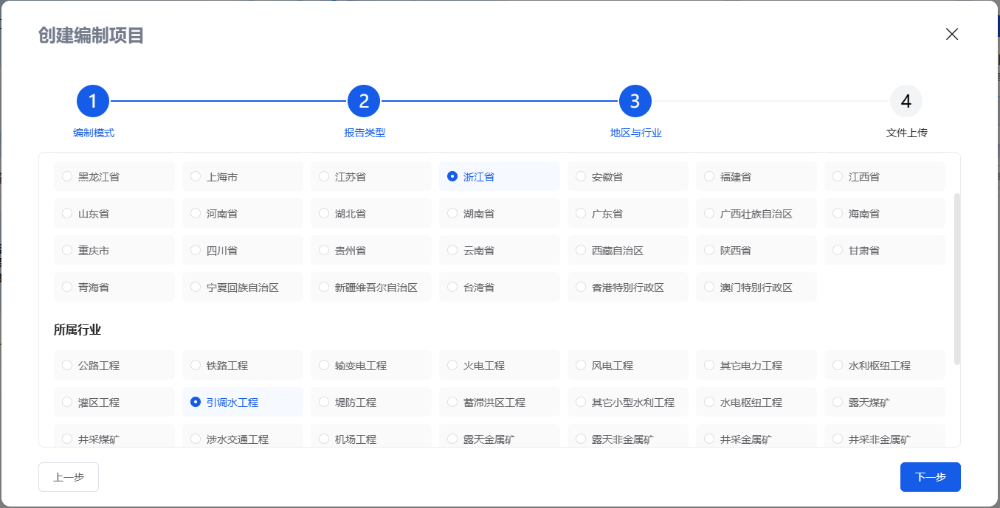 创建编制项目
1 2 3 4
编制模式 报告类型 地区与行业 文件上传
黑龙江省 上海市 江苏省 浙江省 安徽省 福建省 江西省
山东省 河南省 湖北省 湖南省 广东省 广西壮族自治区 海南省
重庆市 四川省 贵州省 云南省 西藏自治区 陕西省 甘肃省
青海省 宁夏回族自治区 新疆维吾尔自治区 台湾省 香港特别行政区 澳门特别行政区
所属行业
公路工程 铁路工程 输变电工程 火电工程 风电工程 其它电力工程 水利枢纽工程
灌区工程 引调水工程 堤防工程 蓄滞洪区工程 其它小型水利工程 水电枢纽工程 露天煤矿
井采煤矿 涉水交通工程 机场工程 露天金属矿 露天非金属矿 井采金属矿 井采非金属矿
上一步 下一步